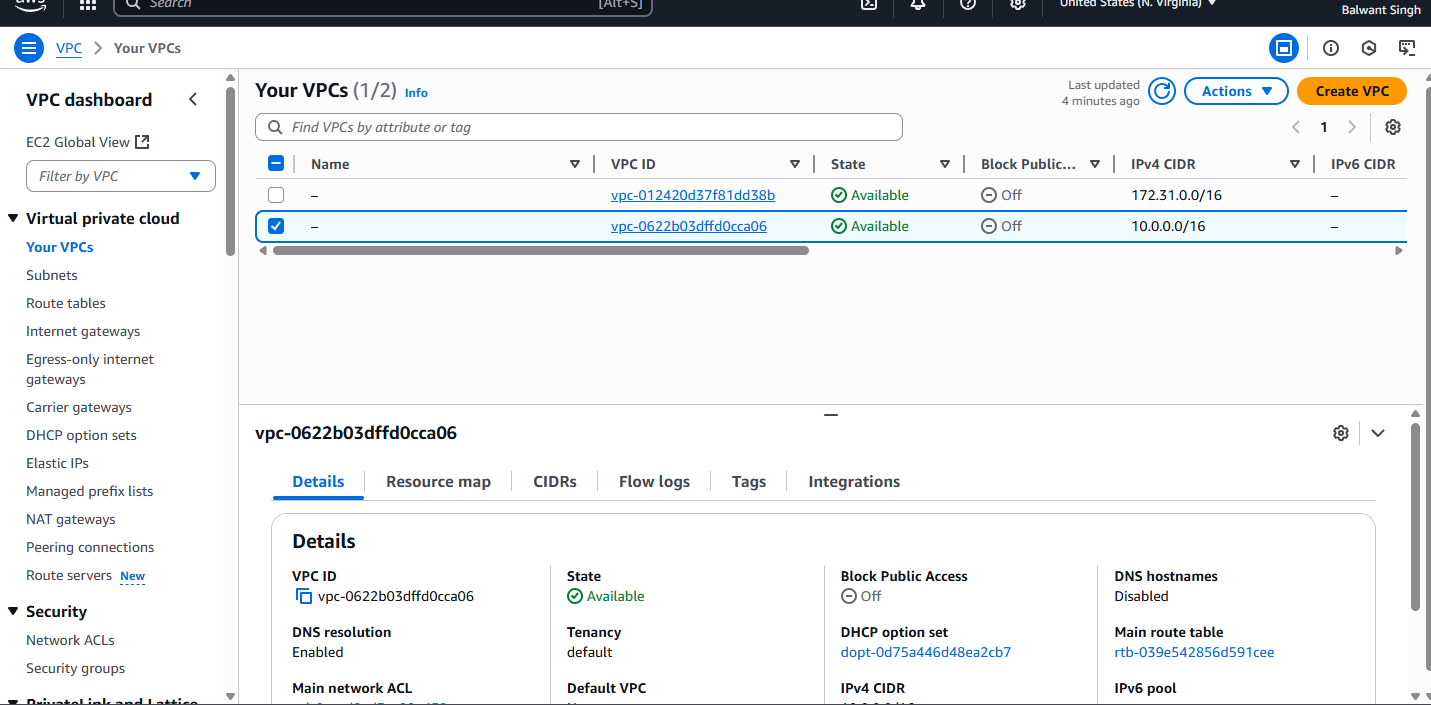 aws
Search
[Alt+S]
United States (N. Virginia)
Balwant Singh
VPC
Your VPCs
VPC dashboard
EC2 Global View
Filter by VPC
Virtual private cloud
Your VPCs
Subnets
Route tables
Internet gateways
Egress-only internet
gateways
Carrier gateways
DHCP option sets
Elastic IPs
Managed prefix lists
NAT gateways
Peering connections
Route servers New
Security
Network ACLs
Security groups
PrivateLink and Lattice
Your VPCs (1/2) Info
Last updated
4 minutes ago
Actions
Create VPC
Find VPCs by attribute or tag
1
Name VPC ID State Block Public... IPv4 CIDR IPv6 CIDR
– vpc-012420d37f81dd38b Available Off 172.31.0.0/16 –
– vpc-0622b03dffd0cca06 Available Off 10.0.0.0/16 –
vpc-0622b03dffd0cca06
Details Resource map CIDRs Flow logs Tags Integrations
Details
VPC ID
vpc-0622b03dffd0cca06
State
Available
Block Public Access
Off
DNS hostnames
Disabled
DNS resolution
Enabled
Tenancy
default
DHCP option set
dopt-0d75a446d48ea2cb7
Main route table
rtb-039e542856d591cee
Main network ACL
Default VPC
IPv4 CIDR
IPv6 pool